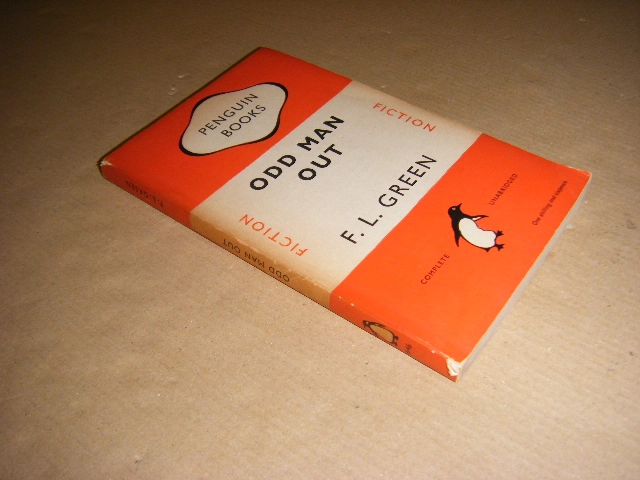 PENGUIN
BOOKS
FICTION
ODD MAN
OUT
FICTION
F. L. GREEN
COMPLETE
UNABRIDGED
ODD MAN OUT